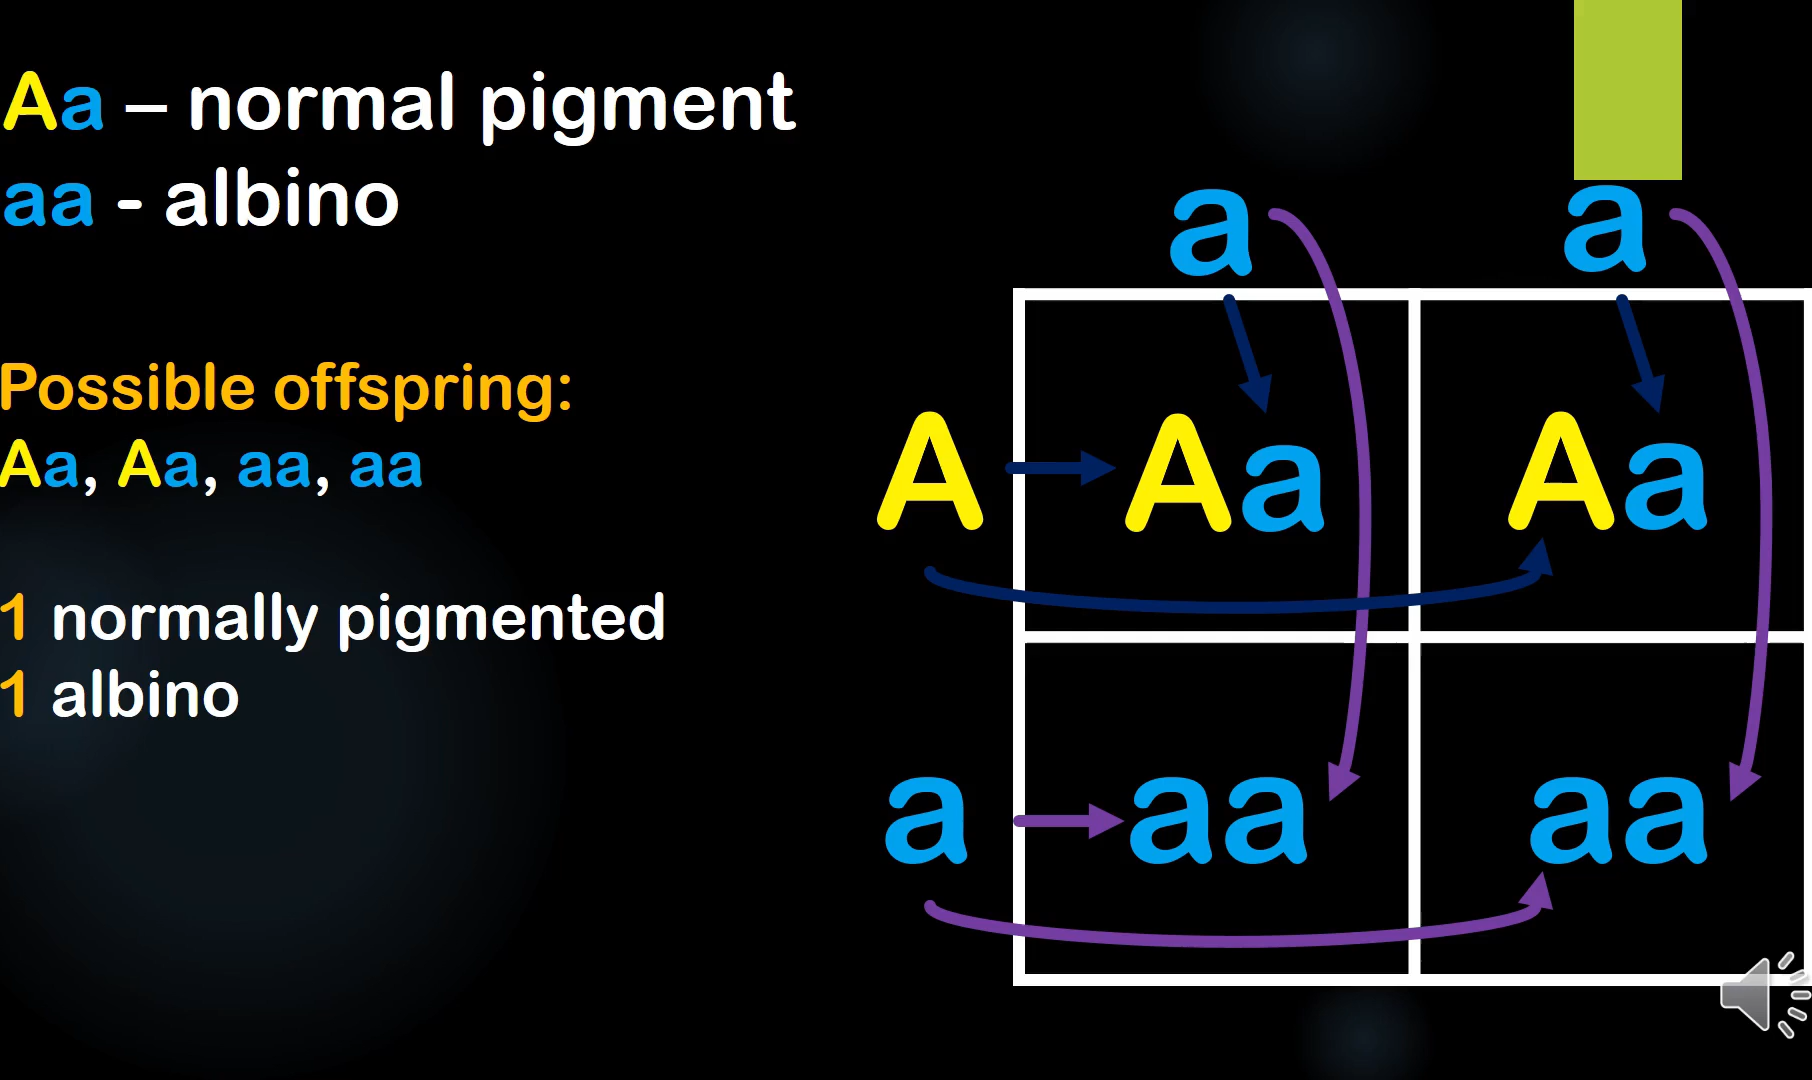 Aa – normal pigment
aa - albino
Possible offspring:
Aa, Aa, aa, aa
1 normally pigmented
1 albino
a a
A Aa Aa
a aa aa